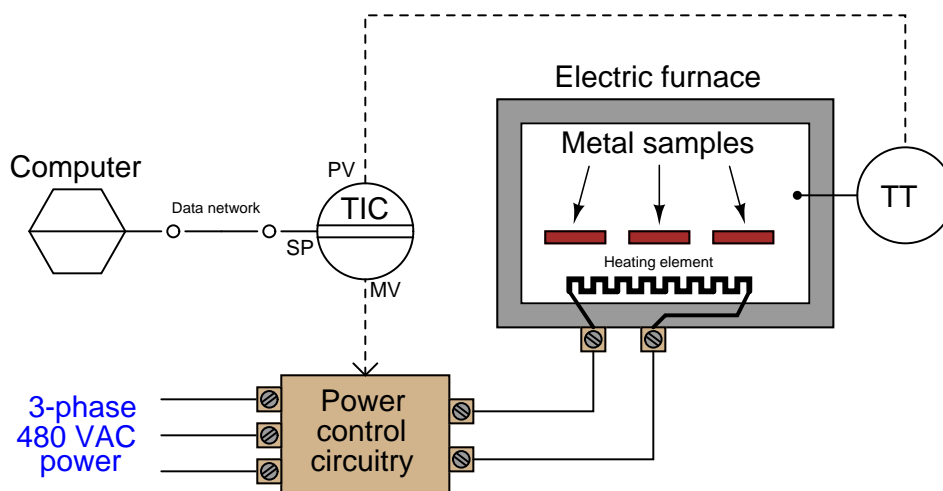 Electric furnace
Metal samples
Computer
PV
TIC
TT
Data network
SP
Heating element
MV
3-phase
480 VAC
power
Power
control
circuitry